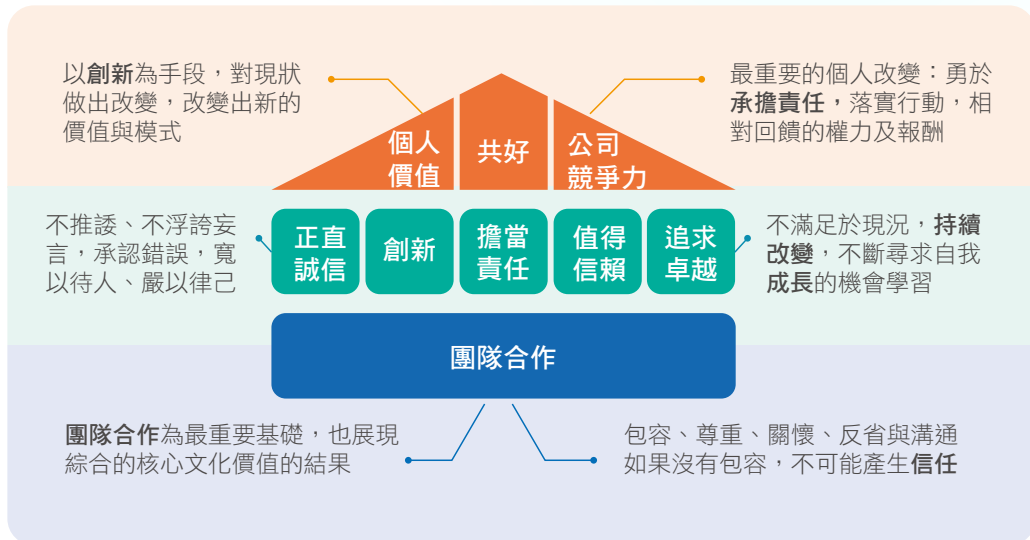 以創新為手段，對現狀
做出改變，改變出新的
價值與模式
最重要的個人改變：勇於
承擔責任，落實行動，相
對回饋的權力及報酬
個人
價值
共好
公司
競爭力
不推諉、不浮誇妄
言，承認錯誤，寬
以待人、嚴以律己
正直
誠信
創新
擔當
責任
值得
信賴
追求
卓越
不滿足於現況，持續
改變，不斷尋求自我
成長的機會學習
團隊合作
團隊合作為最重要基礎，也展現
綜合的核心文化價值的結果
包容、尊重、關懷、反省與溝通
如果沒有包容，不可能產生信任